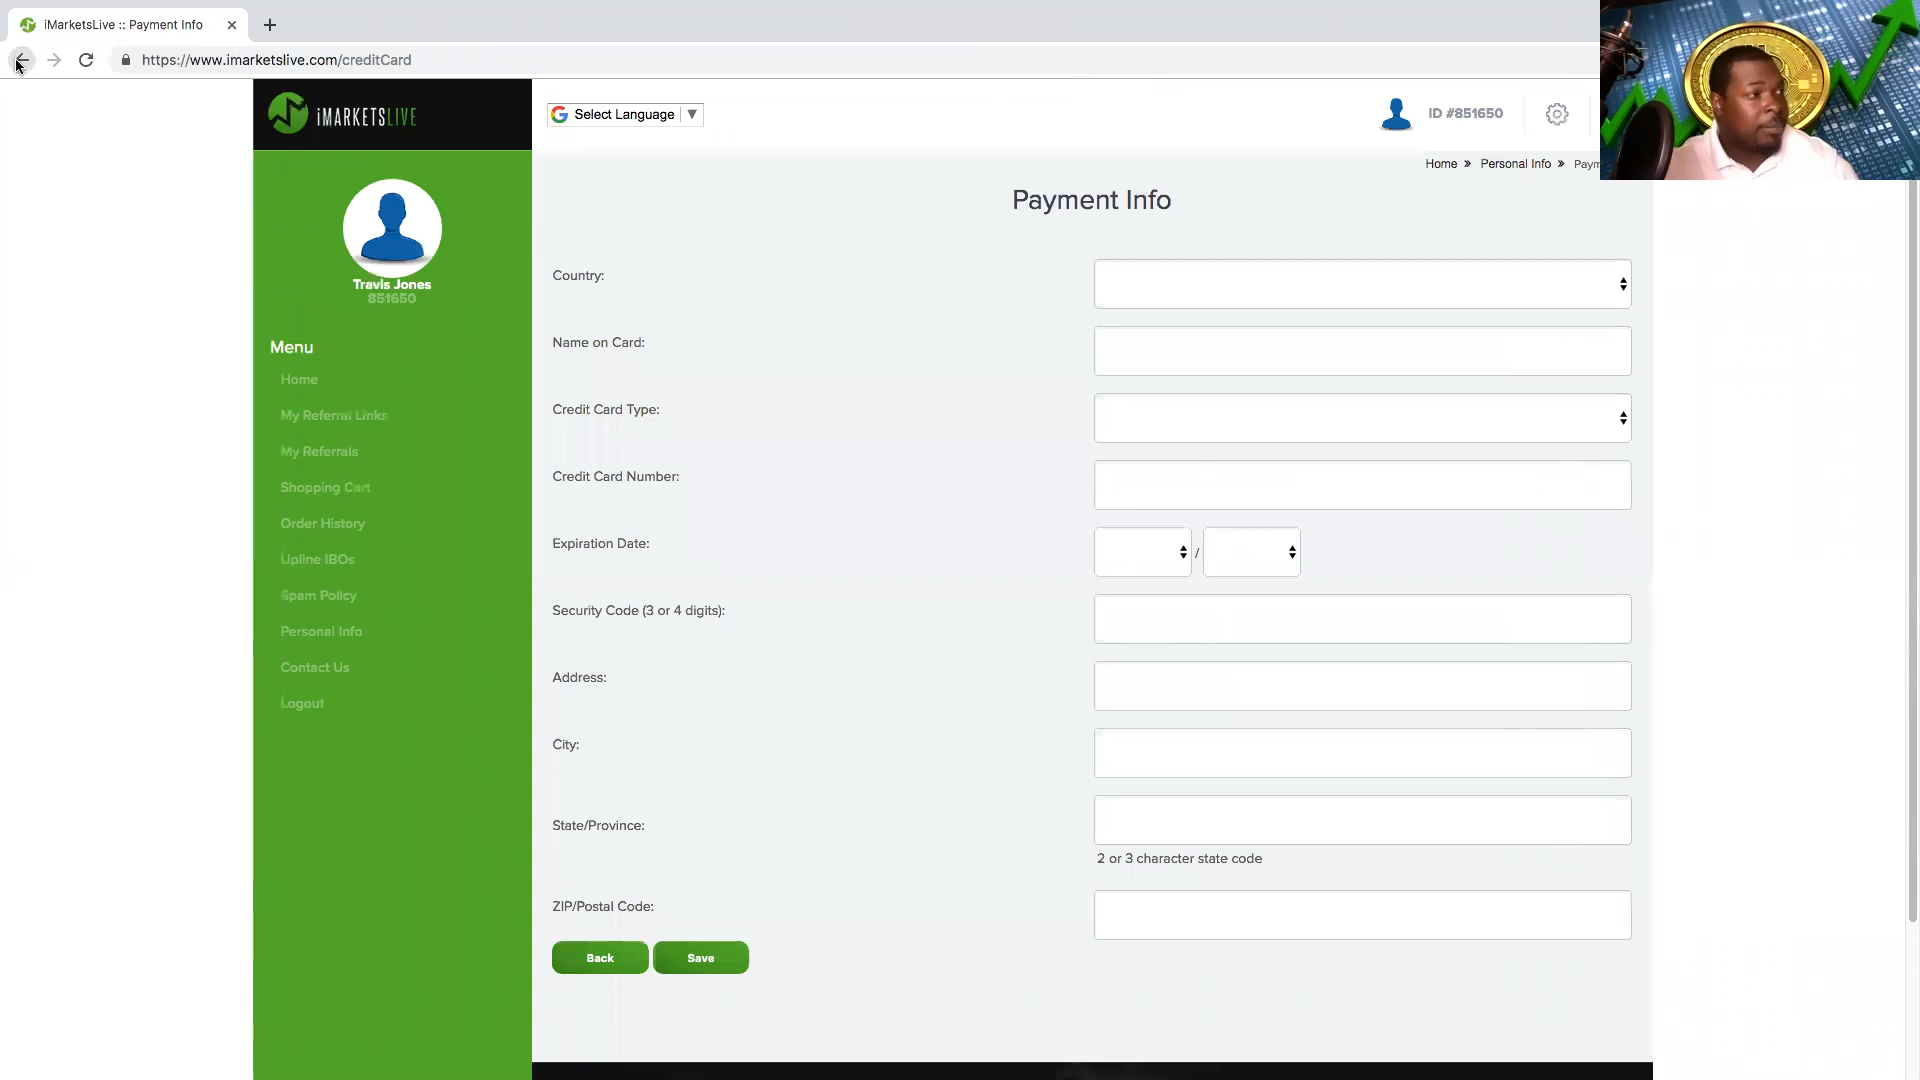 iMarketsLive :: Payment Info
https://www.imarketslive.com/creditCard
iMARKETSLIVE
Select Language
ID #851650
Home » Personal Info » Paym
Payment Info
Travis Jones
851650
Menu
Home
My Referral Links
My Referrals
Shopping Cart
Order History
Upline IBOs
Spam Policy
Personal Info
Contact Us
Logout
Country:
Name on Card:
Credit Card Type:
Credit Card Number:
Expiration Date:
/
Security Code (3 or 4 digits):
Address:
City:
State/Province:
2 or 3 character state code
ZIP/Postal Code:
Back
Save